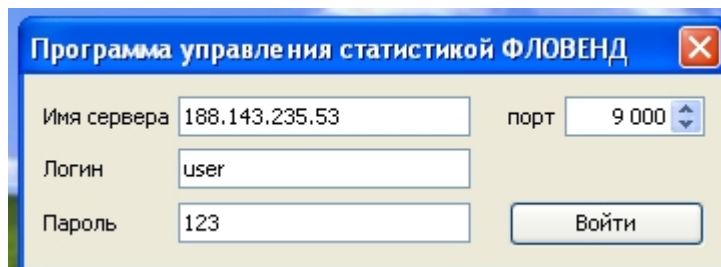 Программа управления статистикой ФЛОВЕНД
Имя сервера 188.143.235.53 порт 9 000
Логин user
Пароль 123 Войти